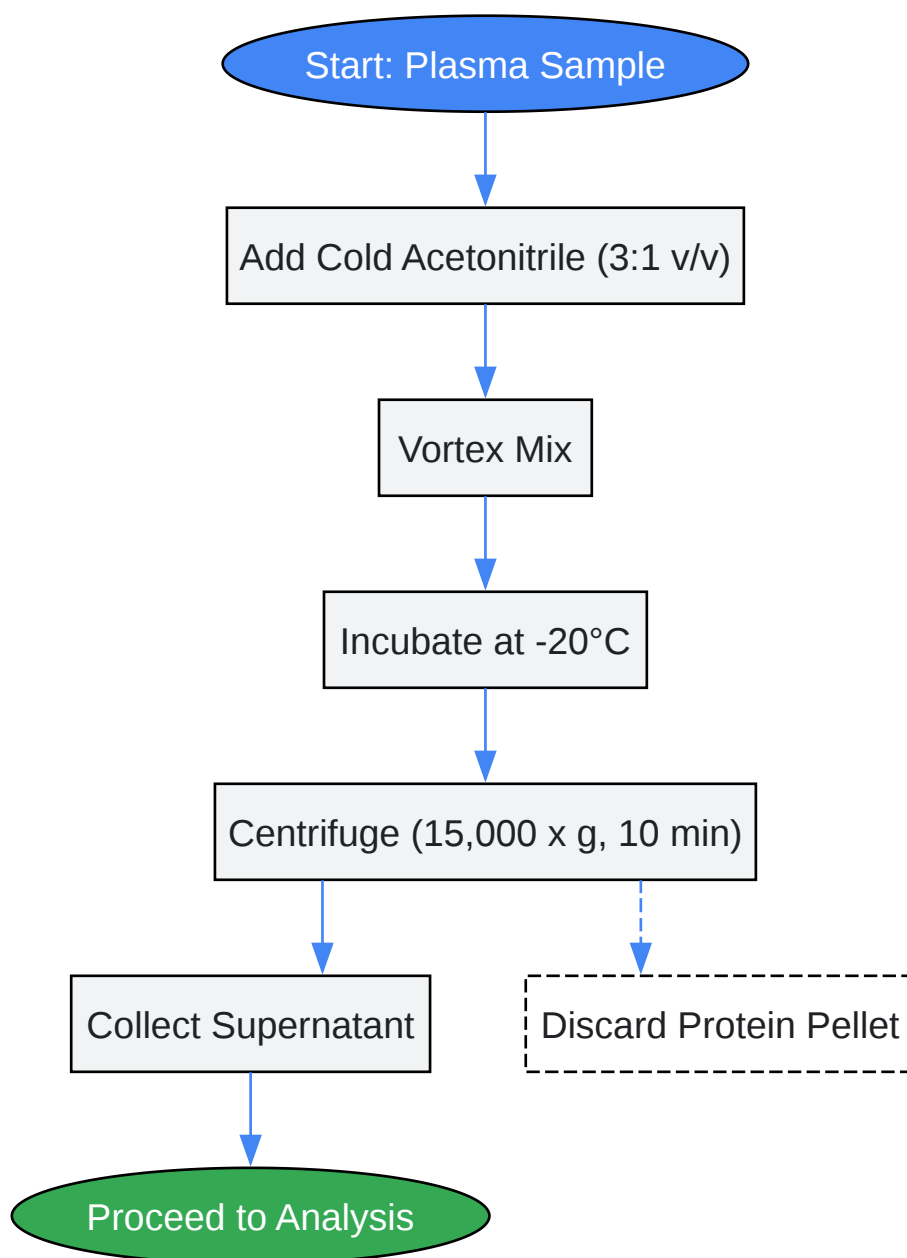 Start: Plasma Sample
Add Cold Acetonitrile (3:1 v/v)
Vortex Mix
Incubate at -20°C
Centrifuge (15,000 x g, 10 min)
Collect Supernatant
Discard Protein Pellet
Proceed to Analysis